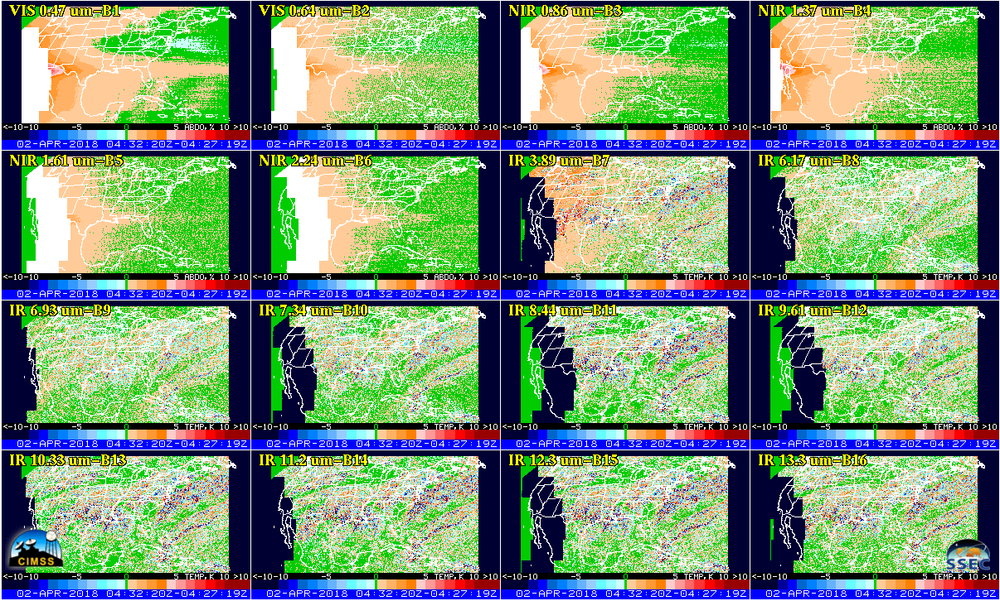 VIS 0.47 um-B1
VIS 0.64 um-B2
NIR 0.86 um-B3
NIR 1.37 um-B4
<-10-10 -5 0 5 ABDO,% 10 >10
<-10-10 -5 0 5 ABDO,% 10 >10
<-10-10 -5 0 5 ABDO,% 10 >10
<-10-10 -5 0 5 ABDO,% 10 >10
02-APR-2018 04:32:20Z-04:27:19Z
02-APR-2018 04:32:20Z-04:27:19Z
02-APR-2018 04:32:20Z-04:27:19Z
02-APR-2018 04:32:20Z-04:27:19Z
NIR 1.61 um-B5
NIR 2.24 um-B6
IR 3.89 um-B7
IR 6.17 um-B8
<-10-10 -5 0 5 ABDO,% 10 >10
<-10-10 -5 0 5 ABDO,% 10 >10
<-10-10 -5 0 5 TEMP,K 10 >10
<-10-10 -5 0 5 TEMP,K 10 >10
02-APR-2018 04:32:20Z-04:27:19Z
02-APR-2018 04:32:20Z-04:27:19Z
02-APR-2018 04:32:20Z-04:27:19Z
02-APR-2018 04:32:20Z-04:27:19Z
IR 6.93 um-B9
IR 7.34 um-B10
IR 8.44 um-B11
IR 9.61 um-B12
<-10-10 -5 0 5 TEMP,K 10 >10
<-10-10 -5 0 5 TEMP,K 10 >10
<-10-10 -5 0 5 TEMP,K 10 >10
<-10-10 -5 0 5 TEMP,K 10 >10
02-APR-2018 04:32:20Z-04:27:19Z
02-APR-2018 04:32:20Z-04:27:19Z
02-APR-2018 04:32:20Z-04:27:19Z
02-APR-2018 04:32:20Z-04:27:19Z
IR 10.33 um-B13
IR 11.2 um-B14
IR 12.3 um-B15
IR 13.3 um-B16
CIMSS
SSEC
<-10-10 -5 0 5 TEMP,K 10 >10
<-10-10 -5 0 5 TEMP,K 10 >10
<-10-10 -5 0 5 TEMP,K 10 >10
<-10-10 -5 0 5 TEMP,K 10 >10
02-APR-2018 04:32:20Z-04:27:19Z
02-APR-2018 04:32:20Z-04:27:19Z
02-APR-2018 04:32:20Z-04:27:19Z
02-APR-2018 04:32:20Z-04:27:19Z